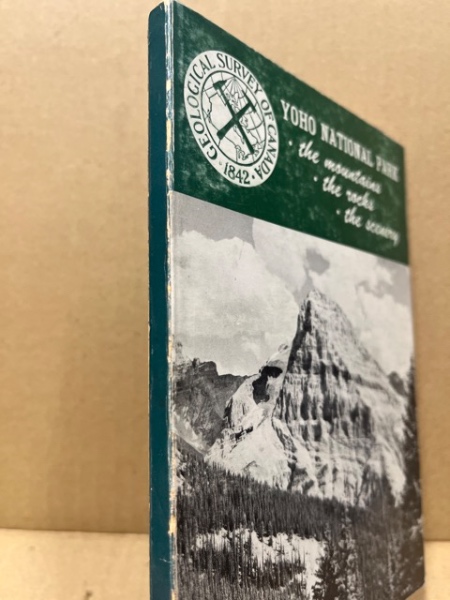 GEOLOGICAL SURVEY OF CANADA
· 1842 ·
YOHO NATIONAL PARK
· the mountains
· the rocks
· the scenery